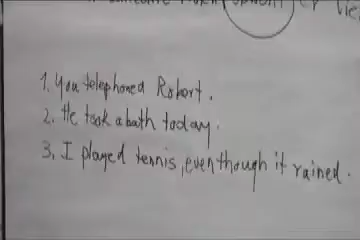 1. You telephoned Robert.
2. He took a bath today.
3. I played tennis, even though it rained.